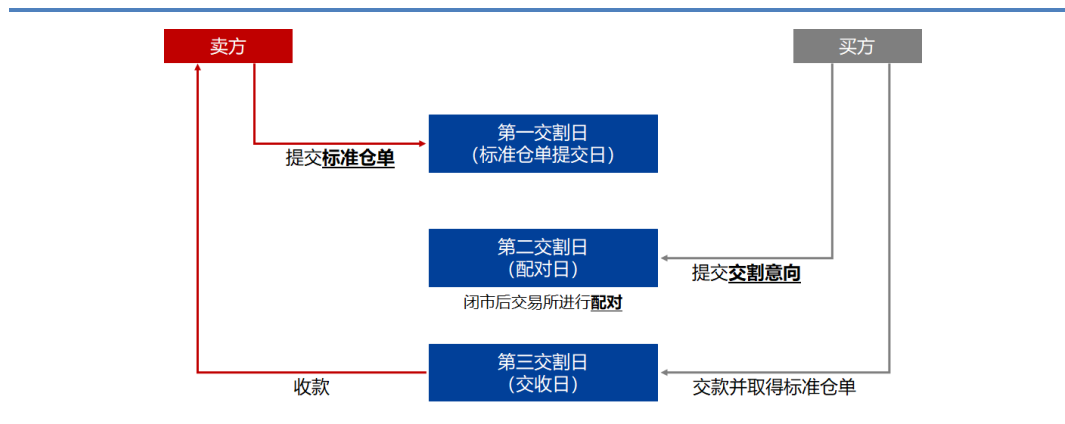 卖方
买方
第一交割日
（标准仓单提交日）
提交标准仓单
第二交割日
（配对日）
提交交割意向
闭市后交易所进行配对
第三交割日
（交收日）
收款
交款并取得标准仓单